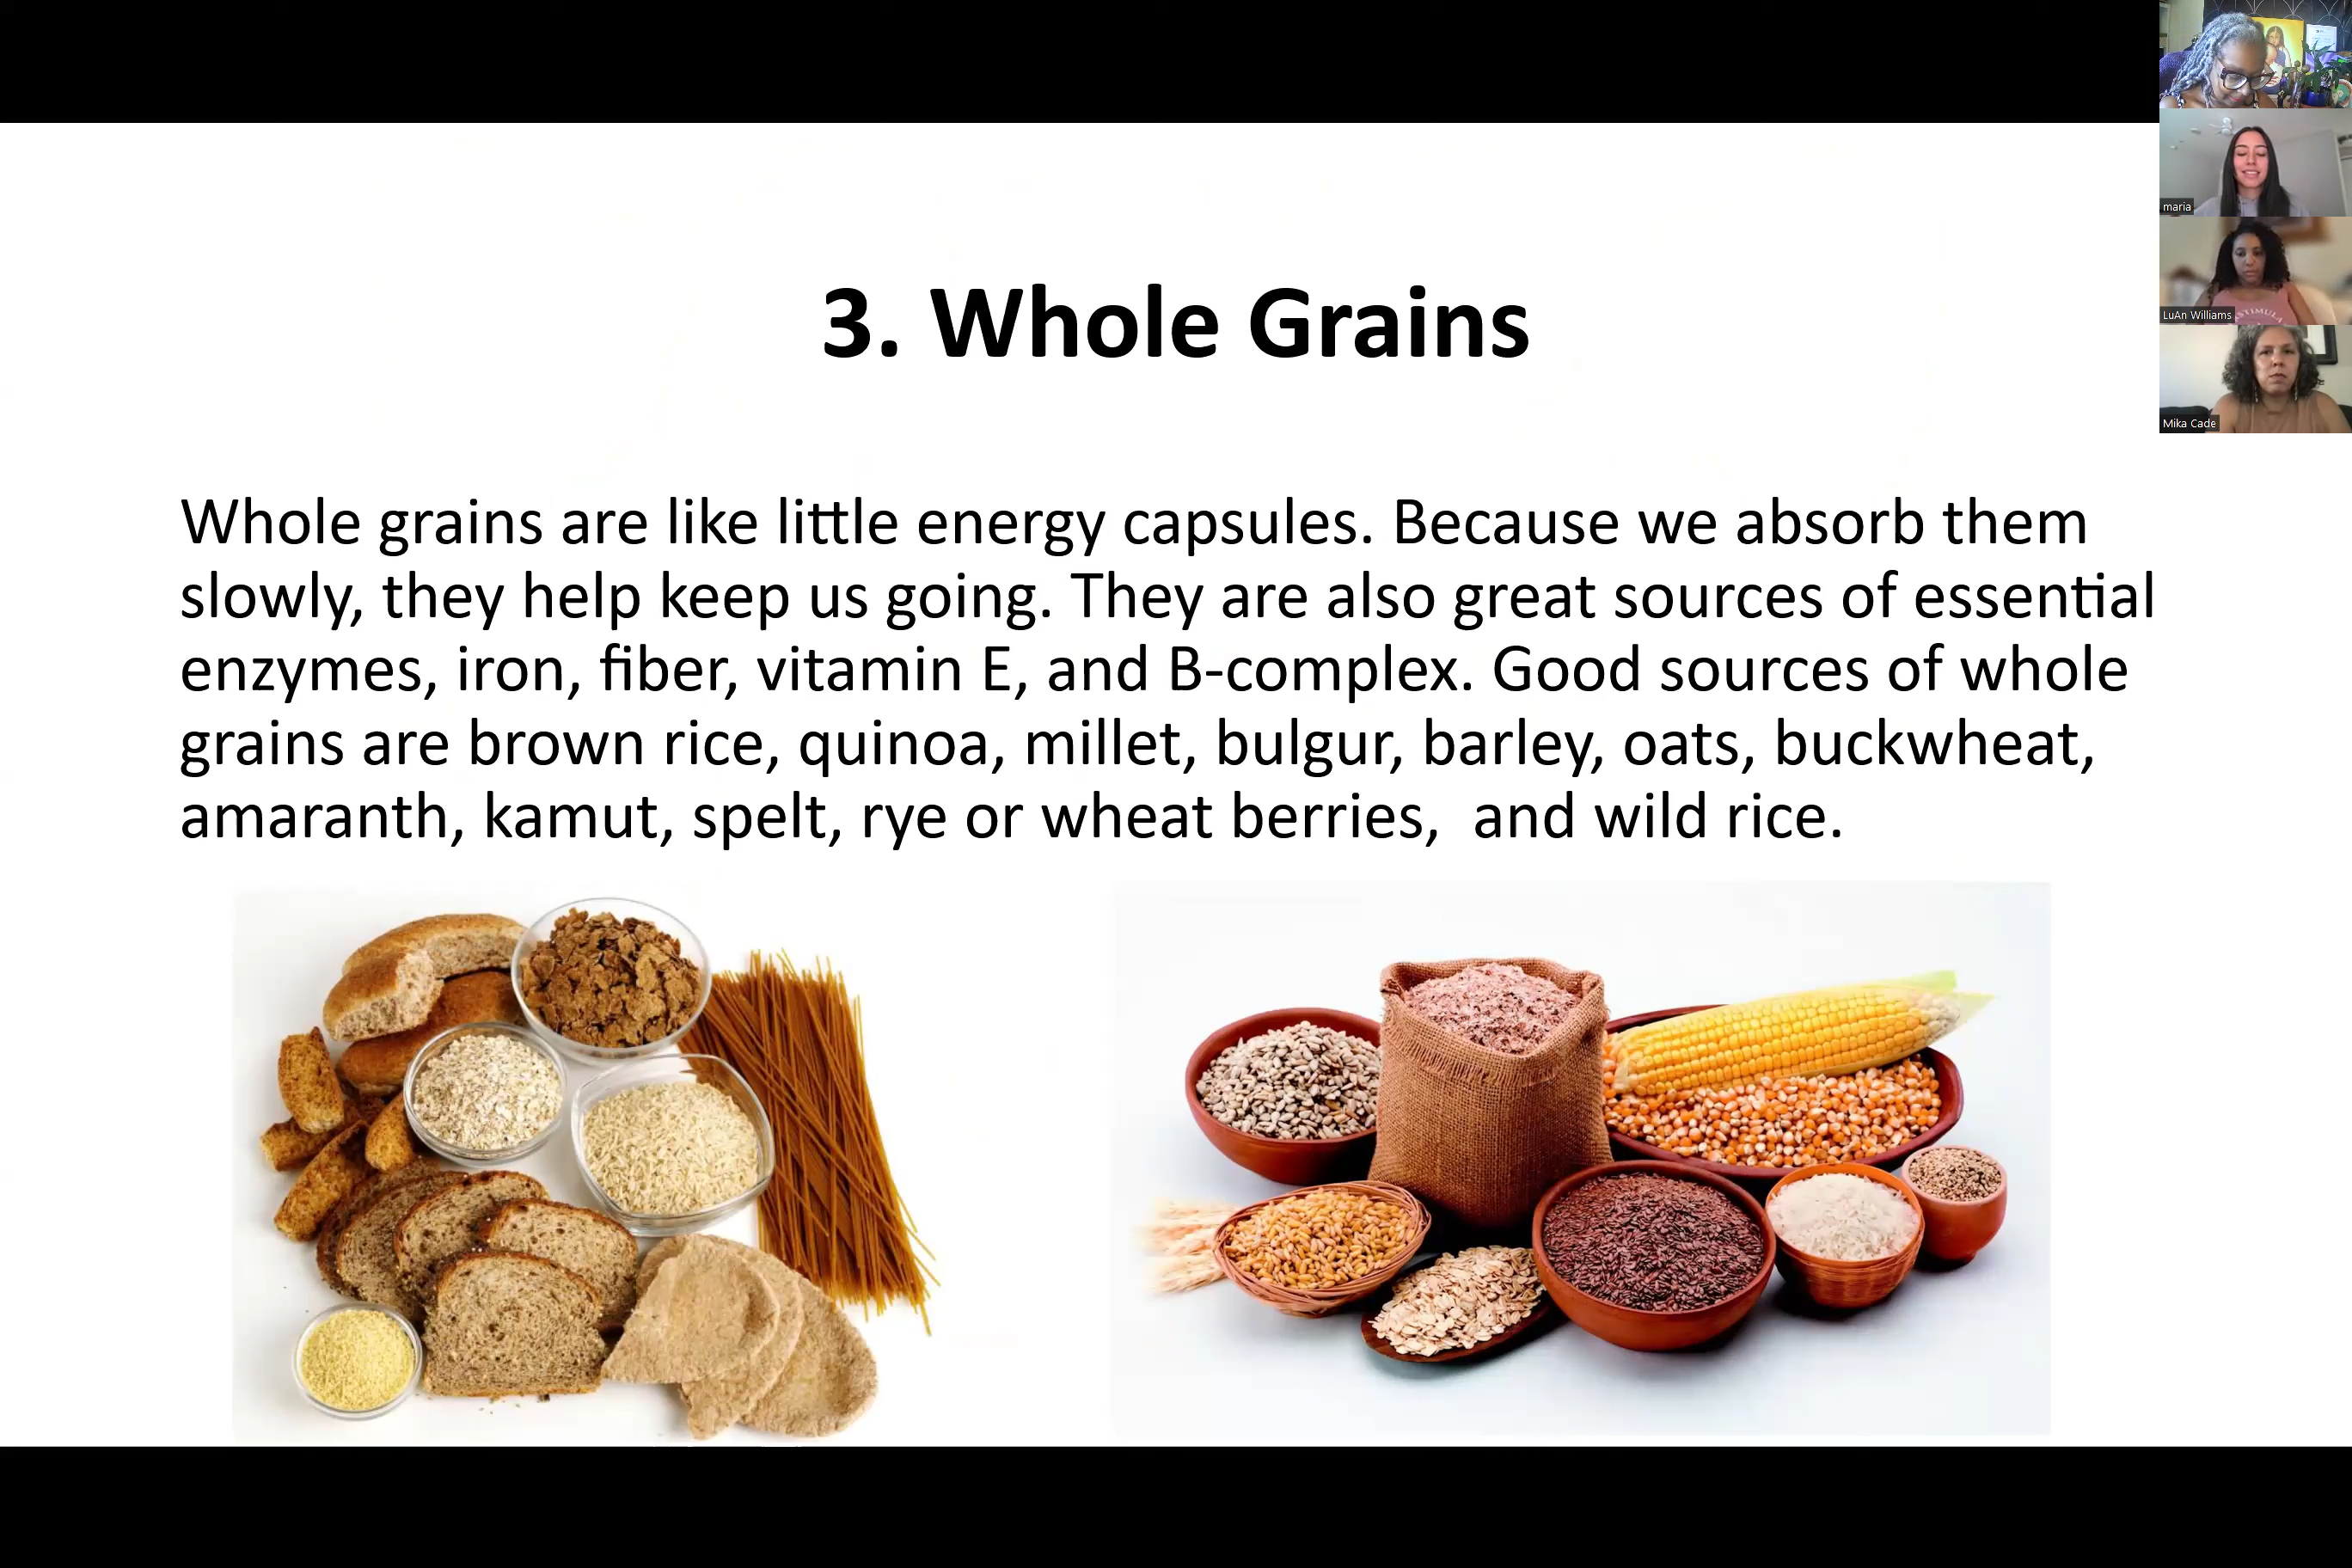 3. Whole Grains
Whole grains are like little energy capsules. Because we absorb them
slowly, they help keep us going. They are also great sources of essential
enzymes, iron, fiber, vitamin E, and B-complex. Good sources of whole
grains are brown rice, quinoa, millet, bulgur, barley, oats, buckwheat,
amaranth, kamut, spelt, rye or wheat berries,  and wild rice.
maria
STIMULA
LuAn Williams
Mika Cade